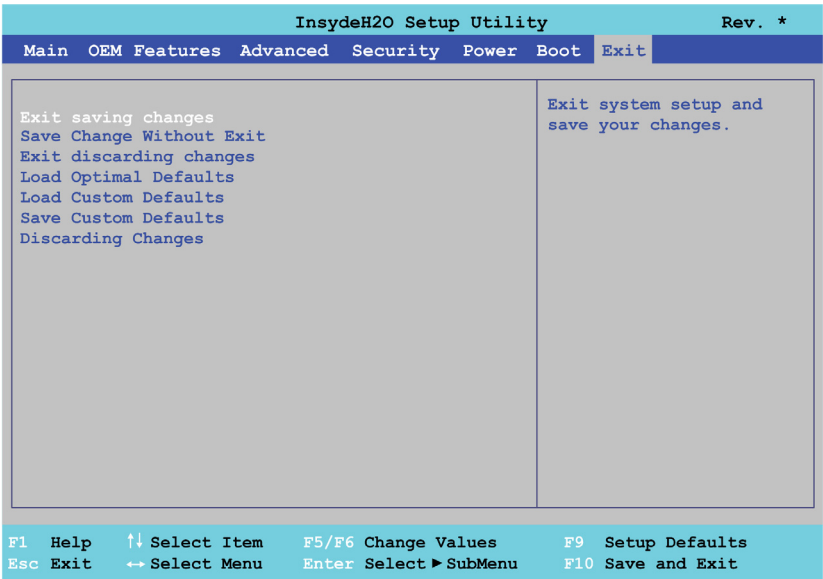 InsydeH2O Setup Utility Rev. *
Main OEM Features Advanced Security Power Boot Exit
Exit saving changes
Save Change Without Exit
Exit discarding changes
Load Optimal Defaults
Load Custom Defaults
Save Custom Defaults
Discarding Changes
Exit system setup and
save your changes.
F1 Help ↑↓ Select Item F5/F6 Change Values F9 Setup Defaults
Esc Exit ↔ Select Menu Enter Select ► SubMenu F10 Save and Exit